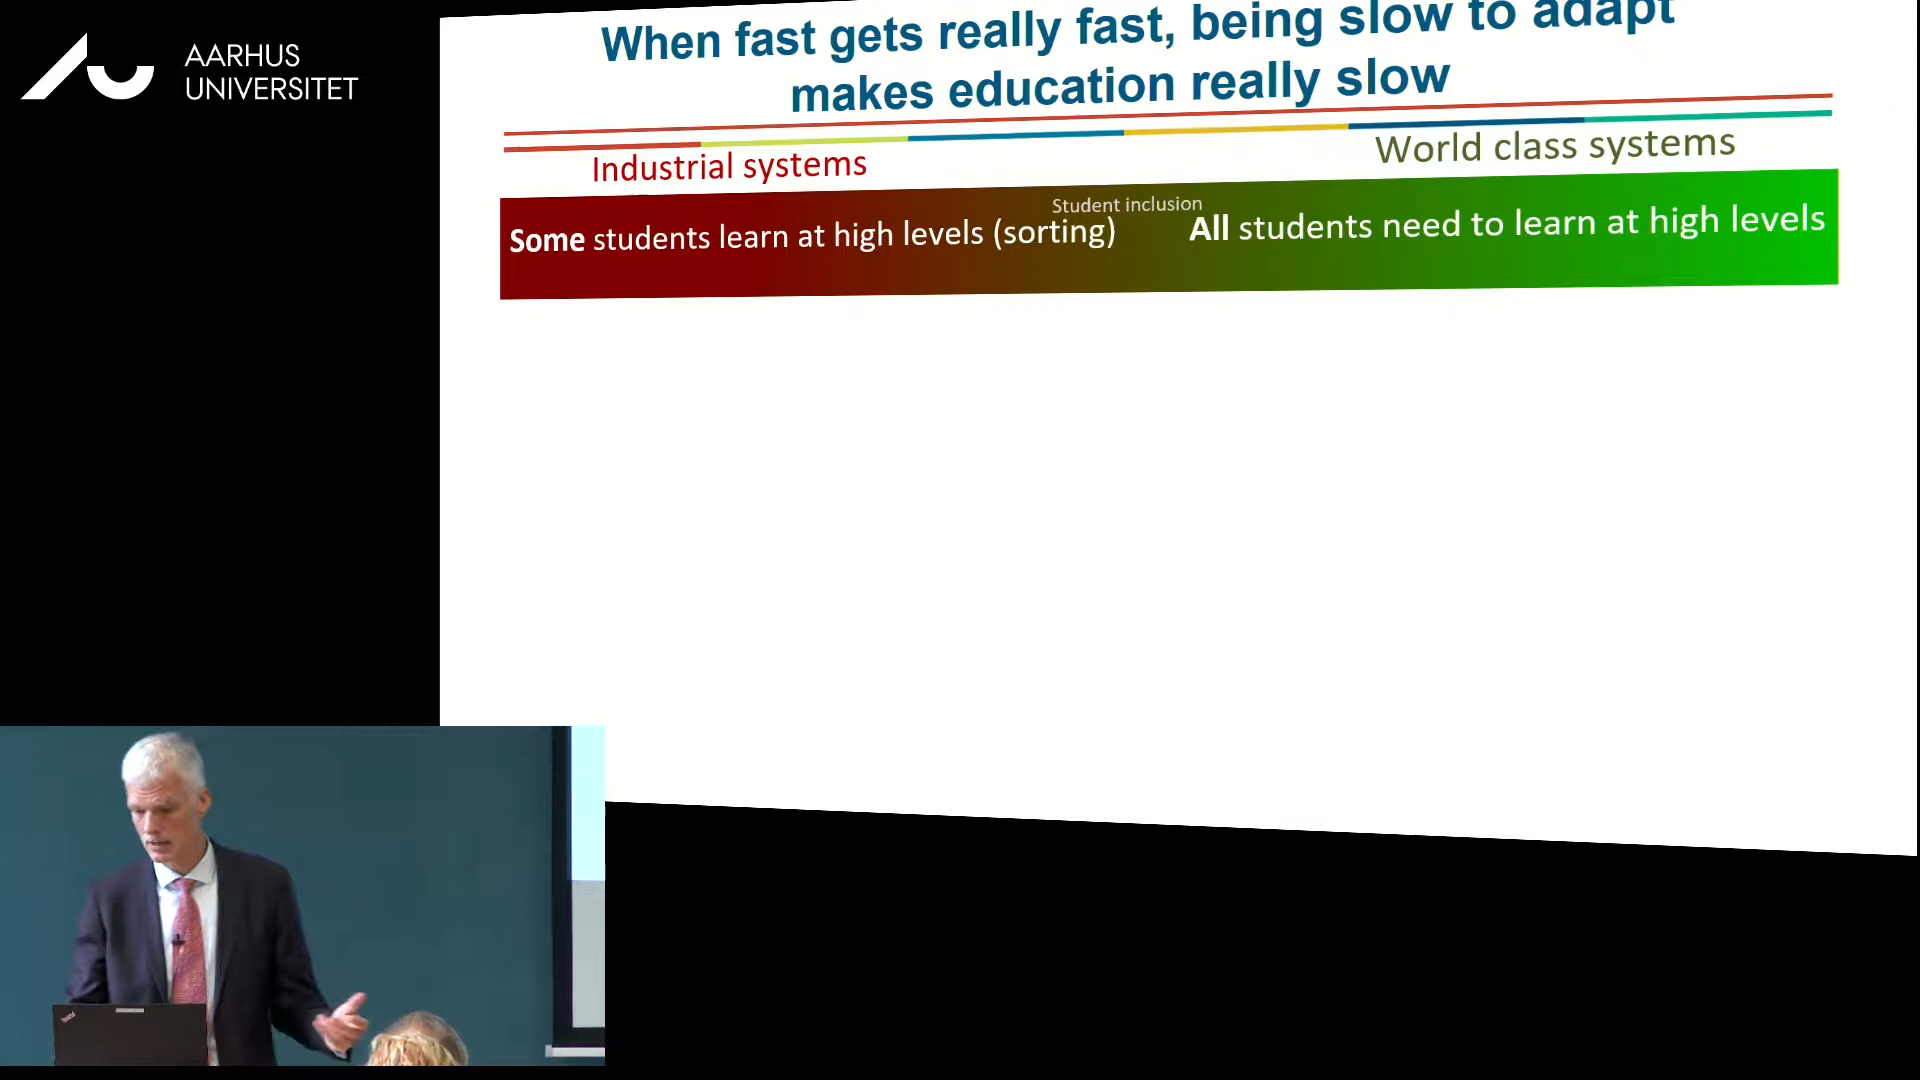 AARHUS
UNIVERSITET
When fast gets really fast, being slow to adapt
makes education really slow
Industrial systems
World class systems
Student inclusion
Some students learn at high levels (sorting)
All students need to learn at high levels
ThinkPad